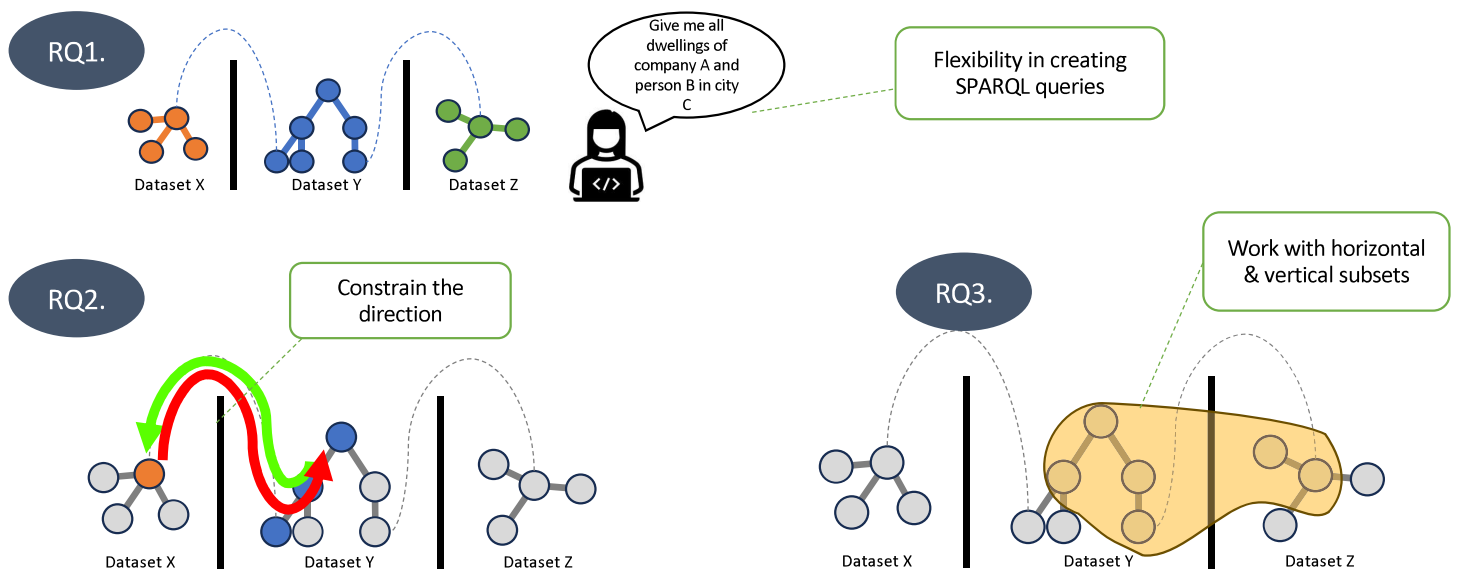 RQ1.
Dataset X
Dataset Y
Dataset Z
Give me all
dwellings of
company A and
person B in city
C
</>
Flexibility in creating
SPARQL queries
RQ2.
Constrain the
direction
Dataset X
Dataset Y
Dataset Z
RQ3.
Work with horizontal
& vertical subsets
Dataset X
Dataset Y
Dataset Z